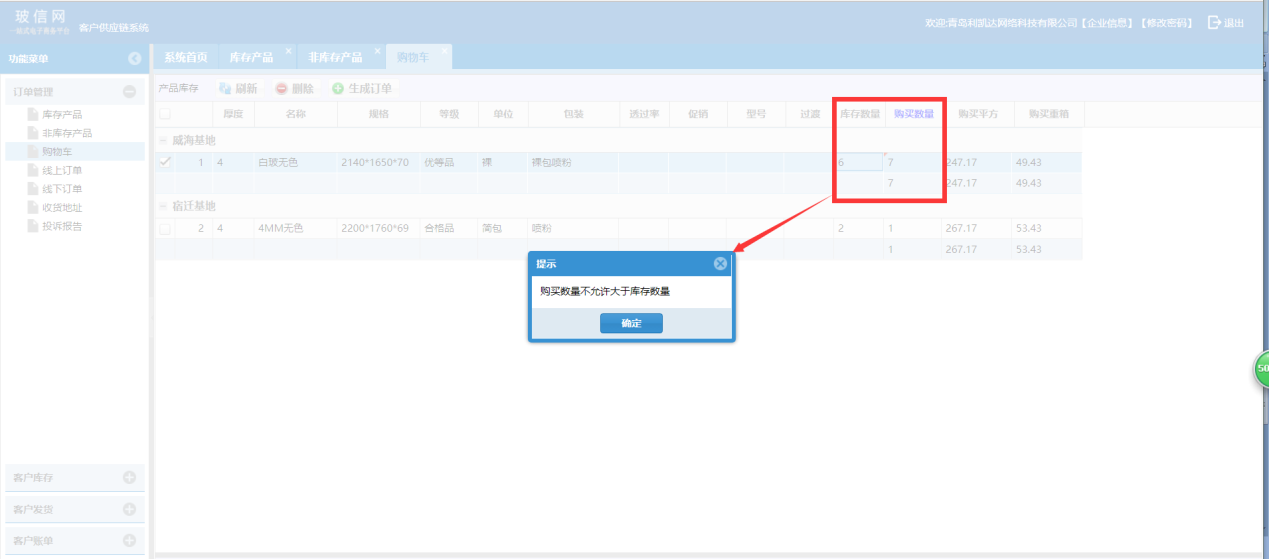 玻信网
一站式电子商务平台 客户供应链系统
欢迎:青岛利凯达网络科技有限公司【企业信息】【修改密码】 退出
功能菜单
系统首页 库存产品 非库存产品 购物车
订单管理
库存产品
非库存产品
购物车
线上订单
线下订单
收货地址
投诉报告
客户库存
客户发货
客户账单
产品库存 刷新 删除 生成订单
厚度 名称 规格 等级 单位 包装 透过率 促销 型号 过渡 库存数量 购买数量 购买平方 购买重箱
威海基地
1 4 白玻无色 2140*1650*70 优等品 裸 裸包喷粉 6 7 247.17 49.43
7 247.17 49.43
宿迁基地
2 4 4MM无色 2200*1760*69 合格品 简包 喷粉 2 1 267.17 53.43
1 267.17 53.43
提示
购买数量不允许大于库存数量
确定
50